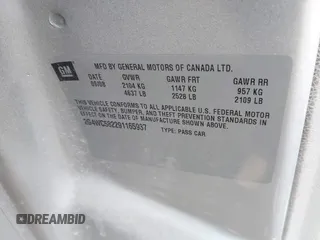 GM
MFD BY GENERAL MOTORS OF CANADA LTD.
DATE GVWR GAWR FRT GAWR RR
2104 KG 1147 KG 957 KG
4637 LB 2528 LB 2109 LB
THIS VEHICLE CONFORMS TO ALL APPLICABLE U.S. FEDERAL
MOTOR VEHICLE SAFETY, BUMPER, AND THEFT PREVENTION STANDARDS
IN EFFECT ON THE DATE OF MANUFACTURE SHOWN ABOVE.
TYPE: PASS CAR
DREAMBID